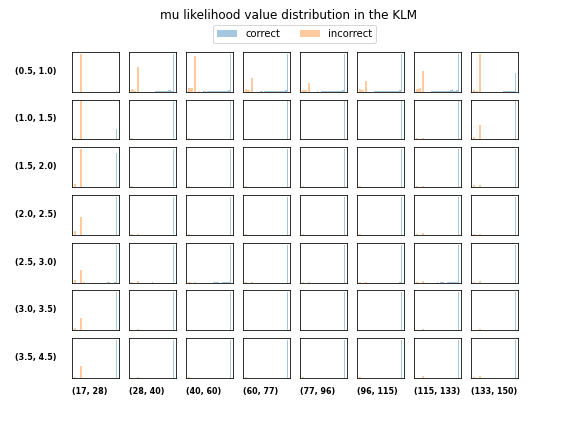 mu likelihood value distribution in the KLM
correct incorrect
(0.5, 1.0)
(1.0, 1.5)
(1.5, 2.0)
(2.0, 2.5)
(2.5, 3.0)
(3.0, 3.5)
(3.5, 4.5)
(17, 28) (28, 40) (40, 60) (60, 77) (77, 96) (96, 115) (115, 133) (133, 150)